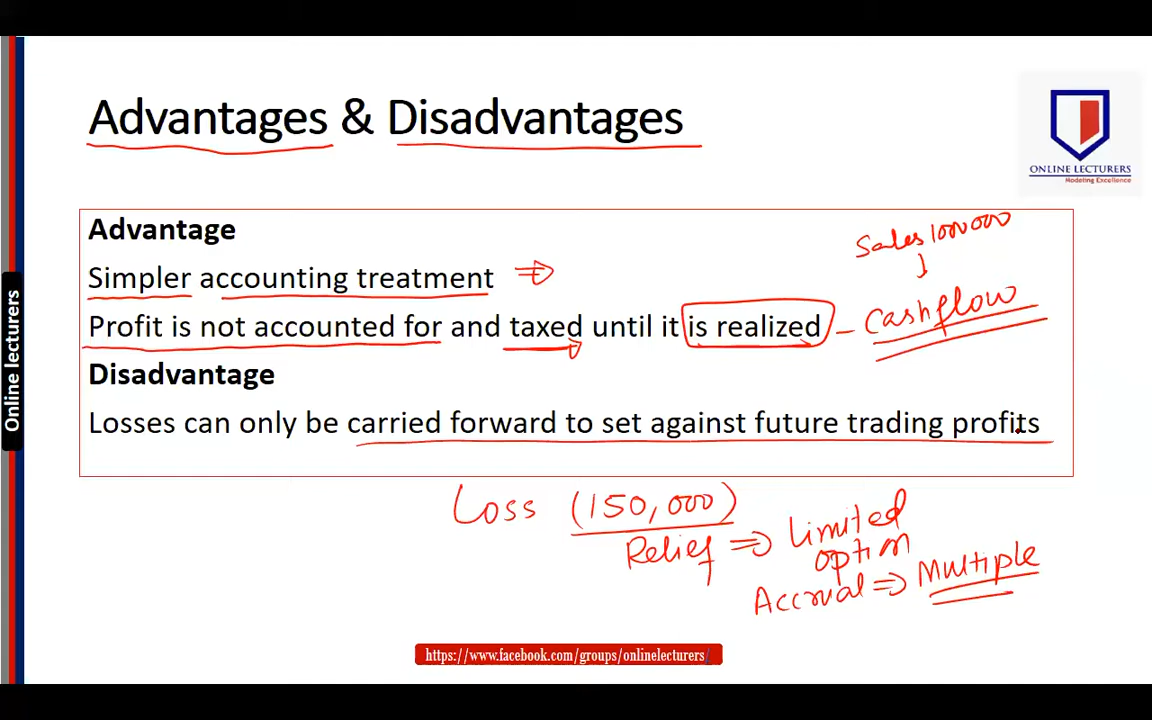 Advantages & Disadvantages
ONLINE LECTURERS
Modeling Excellence
Advantage
Sales 1000000
Simpler accounting treatment
Profit is not accounted for and taxed until it is realized - Cashflow
Disadvantage
Losses can only be carried forward to set against future trading profits
Loss (150,000)
Relief ⇒ Limited
option
Accrual ⇒ Multiple
Online lecturers
https://www.facebook.com/groups/onlinelecturers/